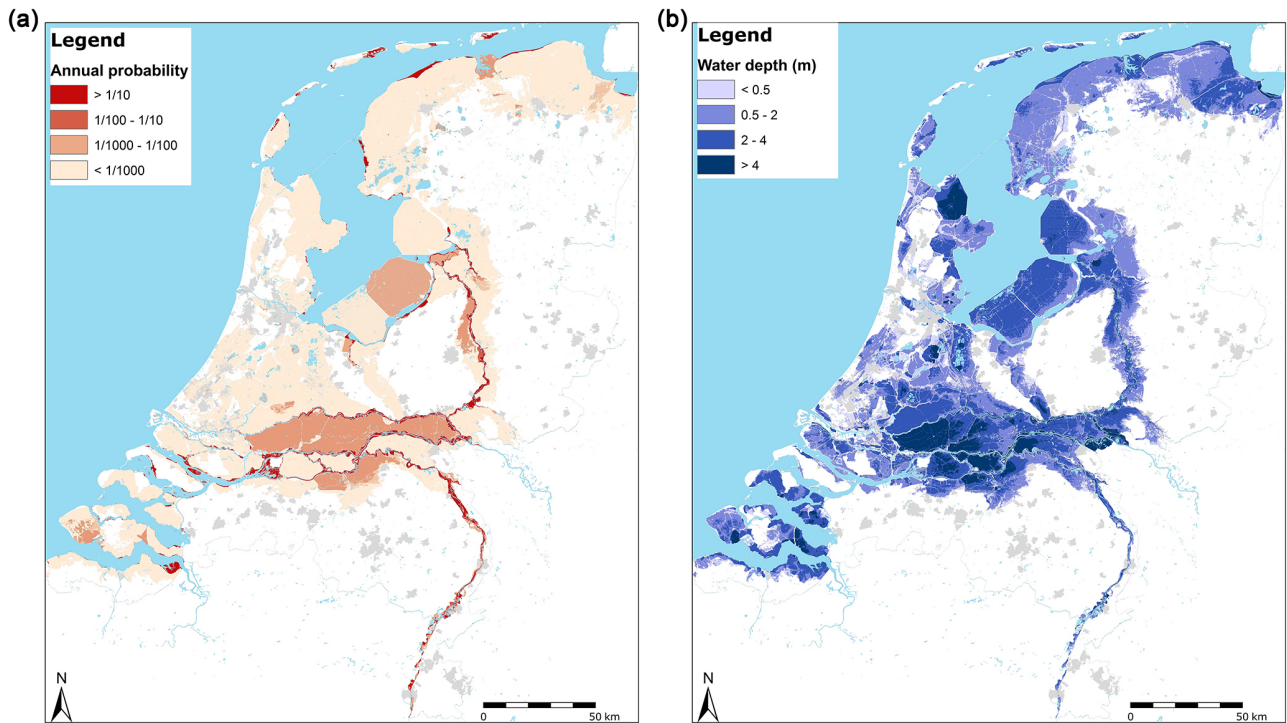 (a)
Legend
Annual probability
> 1/10
1/100 - 1/10
1/1000 - 1/100
< 1/1000
N
0 50 km
(b)
Legend
Water depth (m)
< 0.5
0.5 - 2
2 - 4
> 4
N
0 50 km